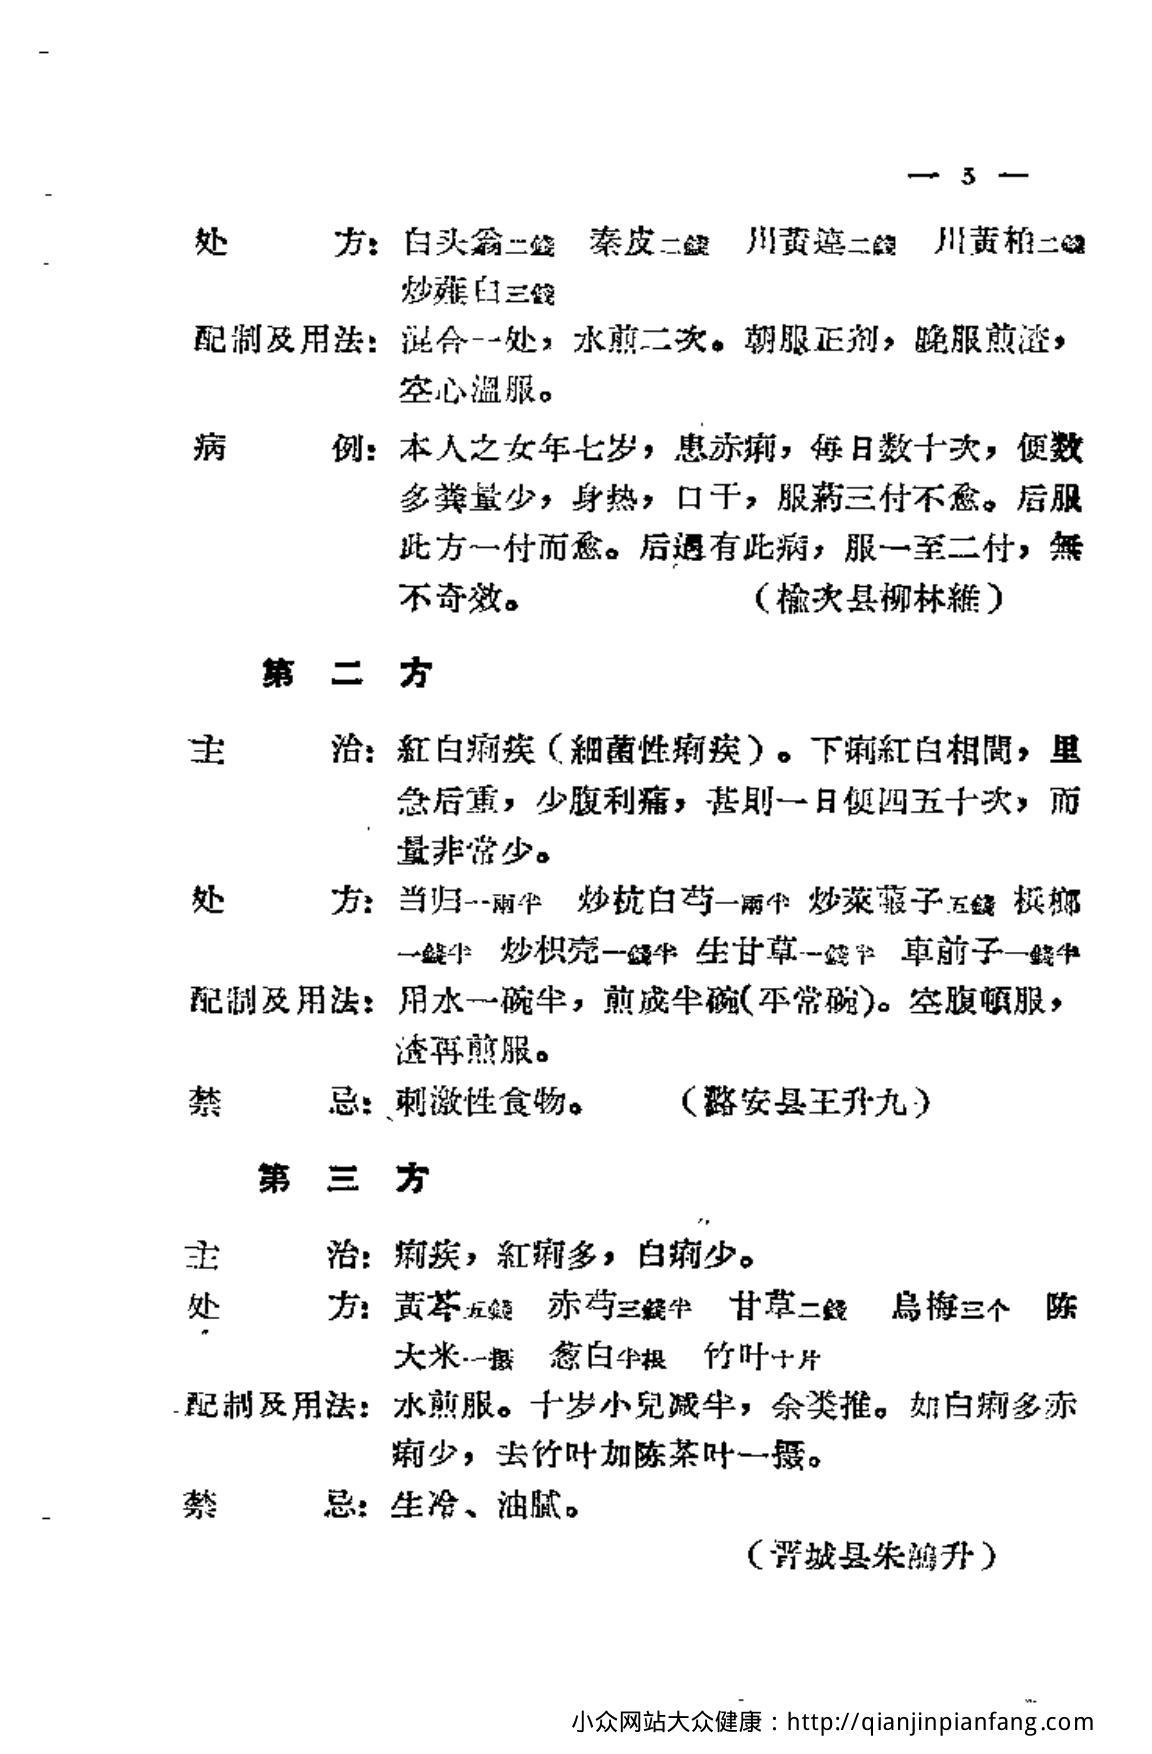 — 3 —
处　　方：白头翁二錢　秦皮二錢　川黄連二錢　川黄柏二錢
炒薤白三錢
配制及用法：混合一处，水煎二次。朝服正剂，晚服煎渣，
空心溫服。
病　　例：本人之女年七岁，患赤痢，每日数十次，便数
多粪量少，身热，口干，服药三付不愈。后服
此方一付而愈。后遇有此病，服一至二付，無
不奇效。　　（榆次县柳林維）
第二方
主　　治：紅白痢疾（細菌性痢疾）。下痢紅白相間，里
急后重，少腹利痛，甚則一日便四五十次，而
量非常少。
处　　方：当归一兩半　炒杭白芍一兩半　炒萊菔子五錢　槟榔
一錢半　炒枳壳一錢半　生甘草一錢半　車前子一錢半
配制及用法：用水一碗半，煎成半碗(平常碗)。空腹頓服，
渣再煎服。
禁　　忌：刺激性食物。　　（潞安县王升九）
第三方
主　　治：痢疾，紅痢多，白痢少。
处　　方：黄芩五錢　赤芍三錢半　甘草二錢　烏梅三个　陈
大米一撮　葱白半根　竹叶十片
配制及用法：水煎服。十岁小兒减半，余类推。如白痢多赤
痢少，去竹叶加陈茶叶一撮。
禁　　忌：生冷、油腻。
（晋城县朱鴻升）
小众网站大众健康：http://qianjinpianfang.com